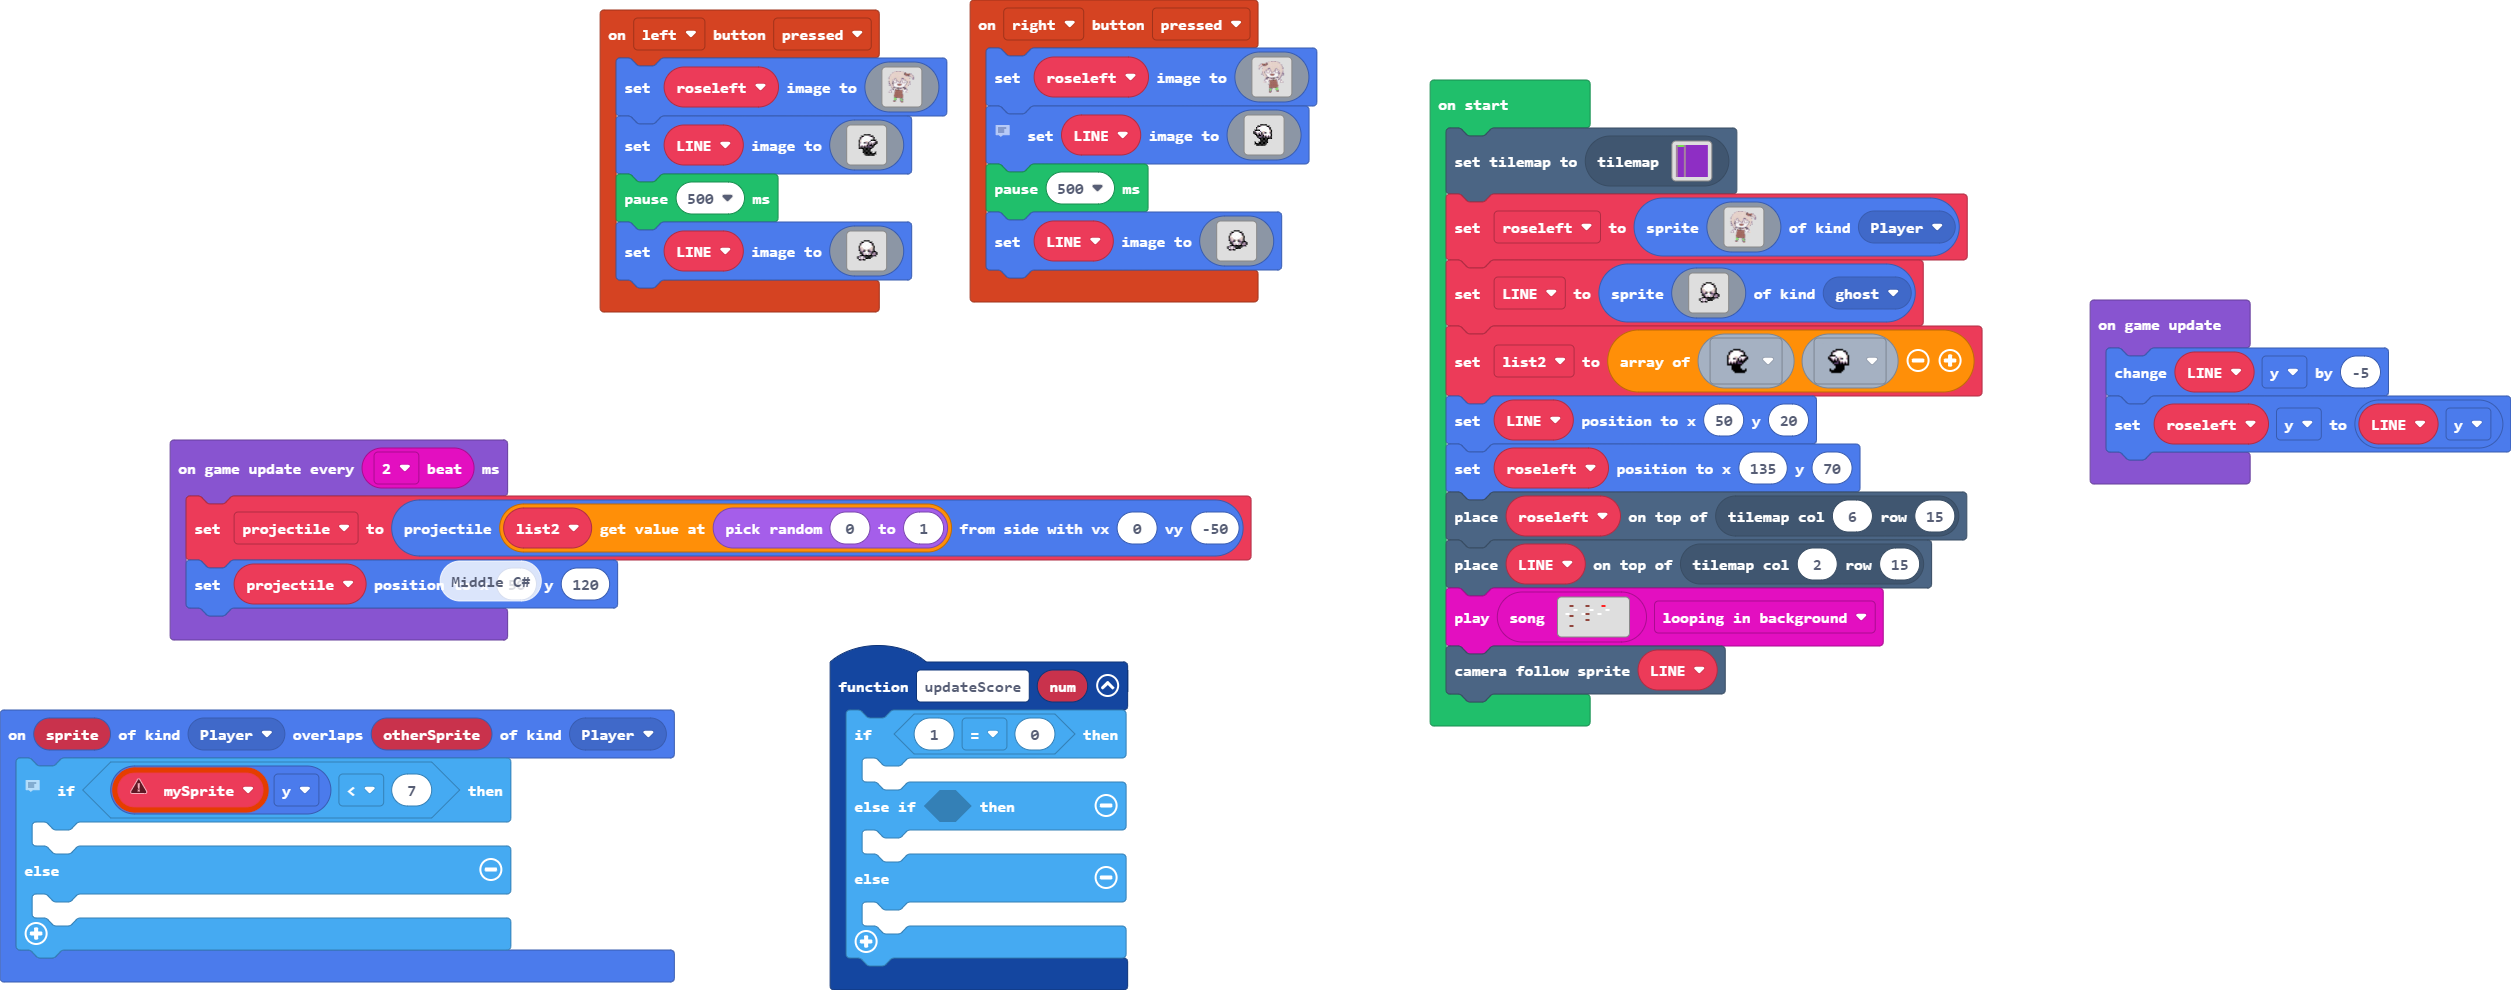 on left button pressed
set roseleft image to
set LINE image to
pause 500 ms
set LINE image to
on right button pressed
set roseleft image to
set LINE image to
pause 500 ms
set LINE image to
on start
set tilemap to tilemap
set roseleft to sprite of kind Player
set LINE to sprite of kind ghost
set list2 to array of
set LINE position to x 50 y 20
set roseleft position to x 135 y 70
place roseleft on top of tilemap col 6 row 15
place LINE on top of tilemap col 2 row 15
play song looping in background
camera follow sprite LINE
on game update
change LINE y by -5
set roseleft y to LINE y
on game update every 2 beat ms
set projectile to projectile list2 get value at pick random 0 to 1 from side with vx 0 vy -50
set projectile position y 120
Middle C#
function updateScore num
if 1 = 0 then
else if then
else
on sprite of kind Player overlaps otherSprite of kind Player
if mySprite y < 7 then
else